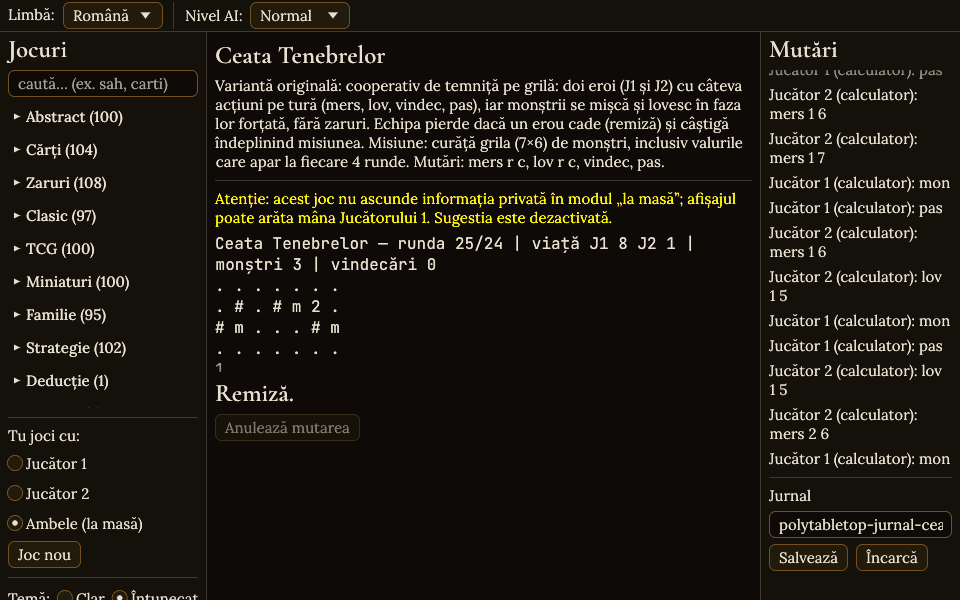 Limbă: Română ▼ Nivel AI: Normal ▼
Jocuri
caută... (ex. sah, carti)
▸ Abstract (100)
▸ Cărți (104)
▸ Zaruri (108)
▸ Clasic (97)
▸ TCG (100)
▸ Miniaturi (100)
▸ Familie (95)
▸ Strategie (102)
▸ Deducție (1)
Tu joci cu:
Jucător 1
Jucător 2
Ambele (la masă)
Joc nou
Temă: Clar Întunecat
Ceata Tenebrelor
Variantă originală: cooperativ de temniță pe grilă: doi eroi (J1 și J2) cu câteva
acțiuni pe tură (mers, lov, vindec, pas), iar monștrii se mișcă și lovesc în faza
lor forțată, fără zaruri. Echipa pierde dacă un erou cade (remiză) și câștigă
îndeplinind misiunea. Misiune: curăță grila (7×6) de monștri, inclusiv valurile
care apar la fiecare 4 runde. Mutări: mers r c, lov r c, vindec, pas.
Atenție: acest joc nu ascunde informația privată în modul „la masă”; afișajul
poate arăta mâna Jucătorului 1. Sugestia este dezactivată.
Ceata Tenebrelor — runda 25/24 | viață J1 8 J2 1 |
monștri 3 | vindecări 0
. . . . . . .
. # . # m 2 .
# m . . . # m
. . . . . . .
1
Remiză.
Anulează mutarea
Mutări
Jucător 1 (calculator): pas
Jucător 2 (calculator):
mers 1 6
Jucător 2 (calculator):
mers 1 7
Jucător 1 (calculator): mon
Jucător 1 (calculator): pas
Jucător 2 (calculator):
mers 1 6
Jucător 2 (calculator): lov
1 5
Jucător 1 (calculator): mon
Jucător 1 (calculator): pas
Jucător 2 (calculator): lov
1 5
Jucător 2 (calculator):
mers 2 6
Jucător 1 (calculator): mon
Jurnal
polytabletop-jurnal-cea
Salvează Încarcă